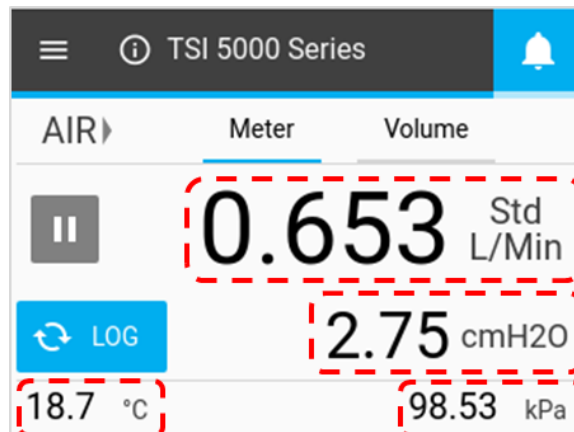 TSI 5000 Series
AIR Meter Volume
0.653 Std L/Min
LOG 2.75 cmH2O
18.7 °C 98.53 kPa